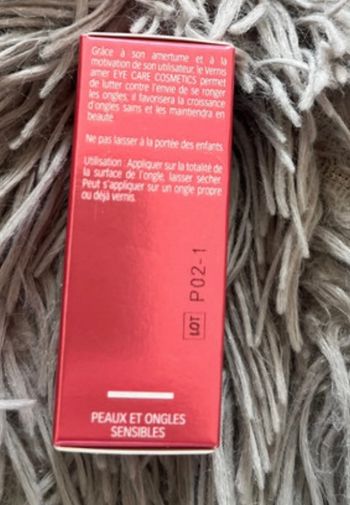 Grâce à son amertume et à la
motivation de son utilisateur, le Vernis
amer EYE CARE COSMETICS permet
de lutter contre l'envie de se ronger
les ongles, il favorisera la croissance
d'ongles sains et les maintiendra en
beauté.
Ne pas laisser à la portée des enfants.
Utilisation : Appliquer sur la totalité de
la surface de l'ongle, laisser sécher.
Peut s'appliquer sur un ongle propre
ou déjà verni.
LOT P02-1
PEAUX ET ONGLES
SENSIBLES